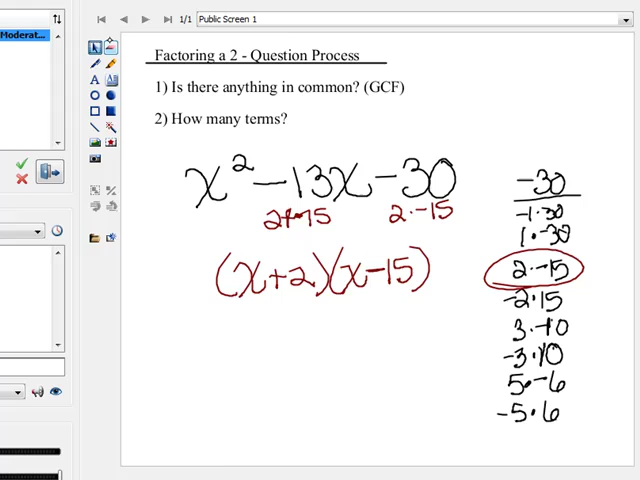 Moderat
1/1
Public Screen 1
Factoring a 2 - Question Process
1) Is there anything in common? (GCF)
2) How many terms?
x² - 13x - 30
2 + -15 2 · -15
(x+2)(x-15)
-30
-1 · 30
1 · -30
2 · -15
-2 · 15
3 · -10
-3 · 10
5 · -6
-5 · 6